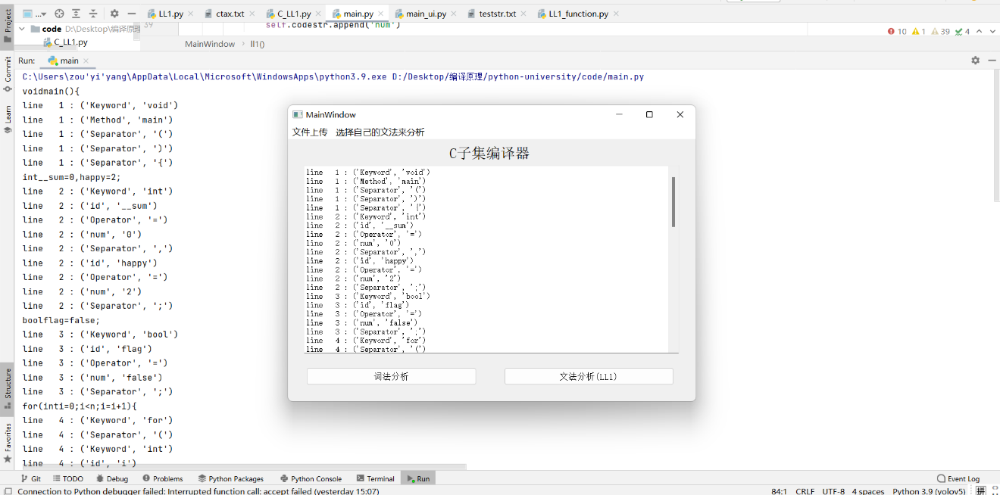 Project
...
LL1.py
ctax.txt
C_LL1.py
main.py
main_ui.py
teststr.txt
LL1_function.py
code D:\Desktop\编译原理
39
self.codestr.append('num')
10 1 39 4
C_LL1.py
MainWindow › ll1()
Run: main
Commit
Learn
Structure
Favorites
C:\Users\zou'yi'yang\AppData\Local\Microsoft\WindowsApps\python3.9.exe D:/Desktop/编译原理/python-university/code/main.py
voidmain(){
line   1 : ('Keyword', 'void')
line   1 : ('Method', 'main')
line   1 : ('Separator', '(')
line   1 : ('Separator', ')')
line   1 : ('Separator', '{')
int__sum=0,happy=2;
line   2 : ('Keyword', 'int')
line   2 : ('id', '__sum')
line   2 : ('Operator', '=')
line   2 : ('num', '0')
line   2 : ('Separator', ',')
line   2 : ('id', 'happy')
line   2 : ('Operator', '=')
line   2 : ('num', '2')
line   2 : ('Separator', ';')
boolflag=false;
line   3 : ('Keyword', 'bool')
line   3 : ('id', 'flag')
line   3 : ('Operator', '=')
line   3 : ('num', 'false')
line   3 : ('Separator', ';')
for(inti=0;i<n;i=i+1){
line   4 : ('Keyword', 'for')
line   4 : ('Separator', '(')
line   4 : ('Keyword', 'int')
line   4 : ('id', 'i')
MainWindow
文件上传 选择自己的文法来分析
C子集编译器
line   1 : ('Keyword', 'void')
line   1 : ('Method', 'main')
line   1 : ('Separator', '(')
line   1 : ('Separator', ')')
line   1 : ('Separator', '{')
line   2 : ('Keyword', 'int')
line   2 : ('id', '__sum')
line   2 : ('Operator', '=')
line   2 : ('num', '0')
line   2 : ('Separator', ',')
line   2 : ('id', 'happy')
line   2 : ('Operator', '=')
line   2 : ('num', '2')
line   2 : ('Separator', ';')
line   3 : ('Keyword', 'bool')
line   3 : ('id', 'flag')
line   3 : ('Operator', '=')
line   3 : ('num', 'false')
line   3 : ('Separator', ';')
line   4 : ('Keyword', 'for')
line   4 : ('Separator', '(')
词法分析 文法分析(LL1)
Git TODO Debug Problems Python Packages Python Console Terminal Run Event Log
Connection to Python debugger failed: Interrupted function call: accept failed (yesterday 15:07) 84:1 CRLF UTF-8 4 spaces Python 3.9 (yolov5) 拼